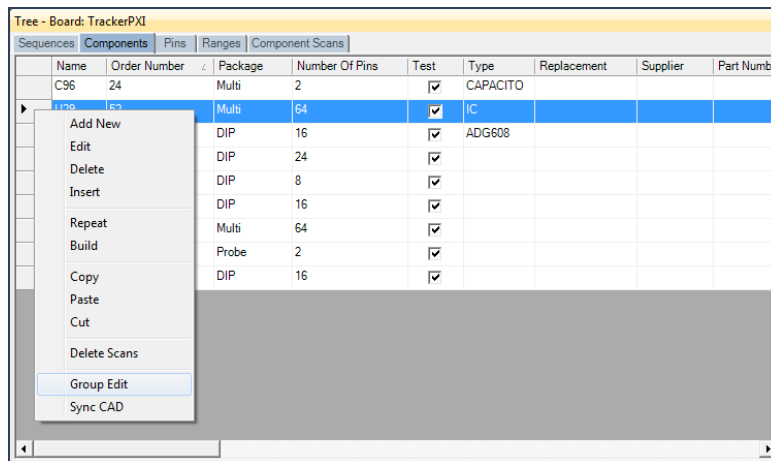 Tree - Board: TrackerPXI
Sequences Components Pins Ranges Component Scans
Name Order Number Package Number Of Pins Test Type Replacement Supplier Part Numb
C96 24 Multi 2 CAPACITO
U29 52 Multi 64 IC
DIP 16 ADG608
DIP 24
DIP 8
DIP 16
Multi 64
Probe 2
DIP 16
Add New
Edit
Delete
Insert
Repeat
Build
Copy
Paste
Cut
Delete Scans
Group Edit
Sync CAD